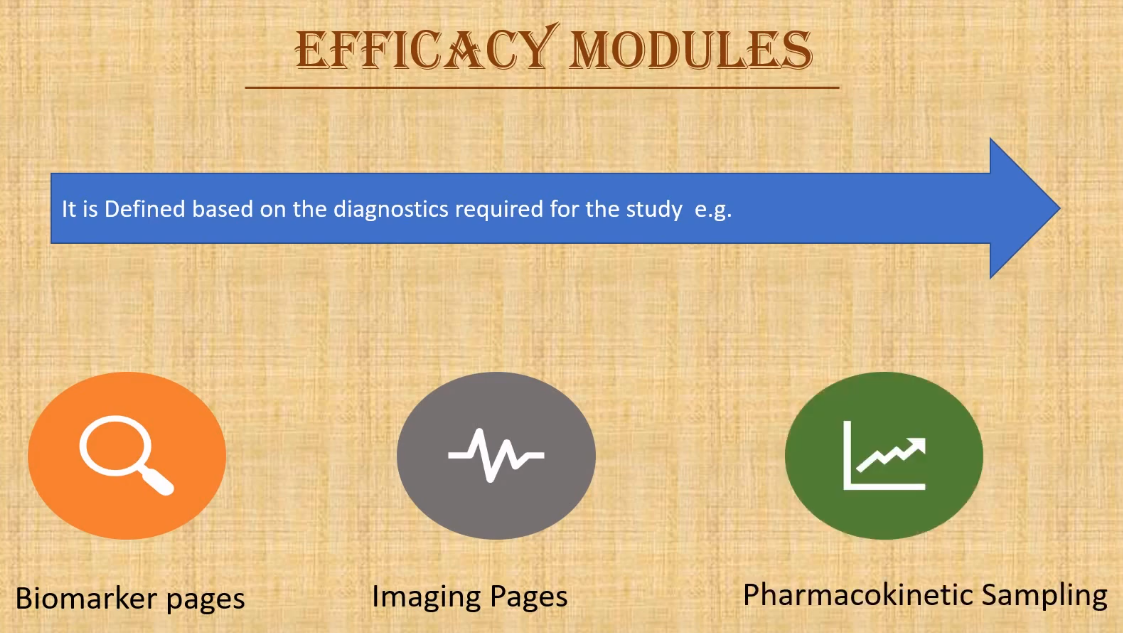 EFFICACY MODULES
It is Defined based on the diagnostics required for the study e.g.
Biomarker pages
Imaging Pages
Pharmacokinetic Sampling